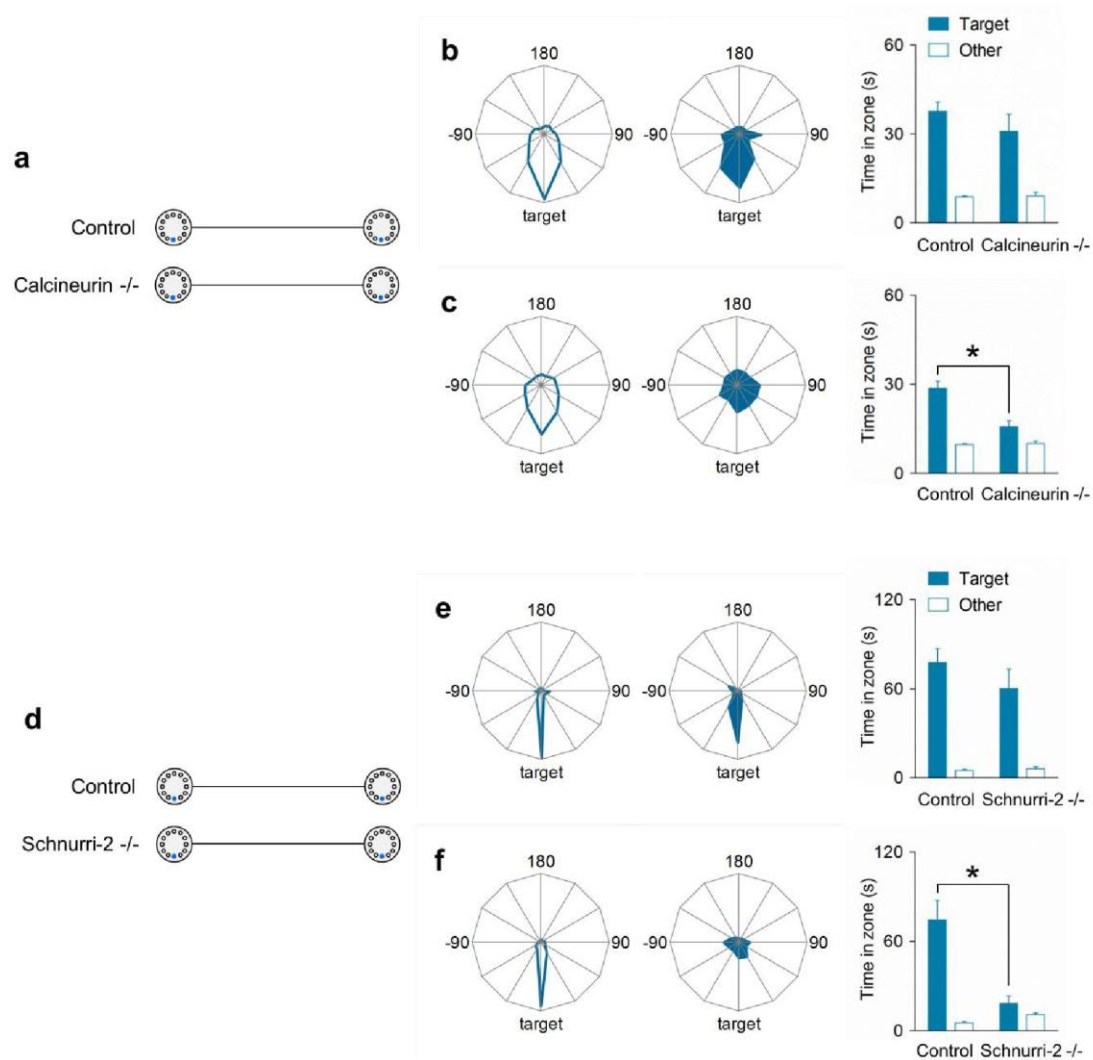 a
Control
Calcineurin -/-
b
180
-90
90
target
Target
Other
Time in zone (s)
60
30
0
Control Calcineurin -/-
c
180
-90
90
target
60
30
0
Time in zone (s)
*
Control Calcineurin -/-
d
Control
Schnurri-2 -/-
e
180
-90
90
target
Target
Other
Time in zone (s)
120
60
0
Control Schnurri-2 -/-
f
180
-90
90
target
120
60
0
Time in zone (s)
*
Control Schnurri-2 -/-
180
-90
90
target
180
-90
90
target
180
-90
90
target
180
-90
90
target